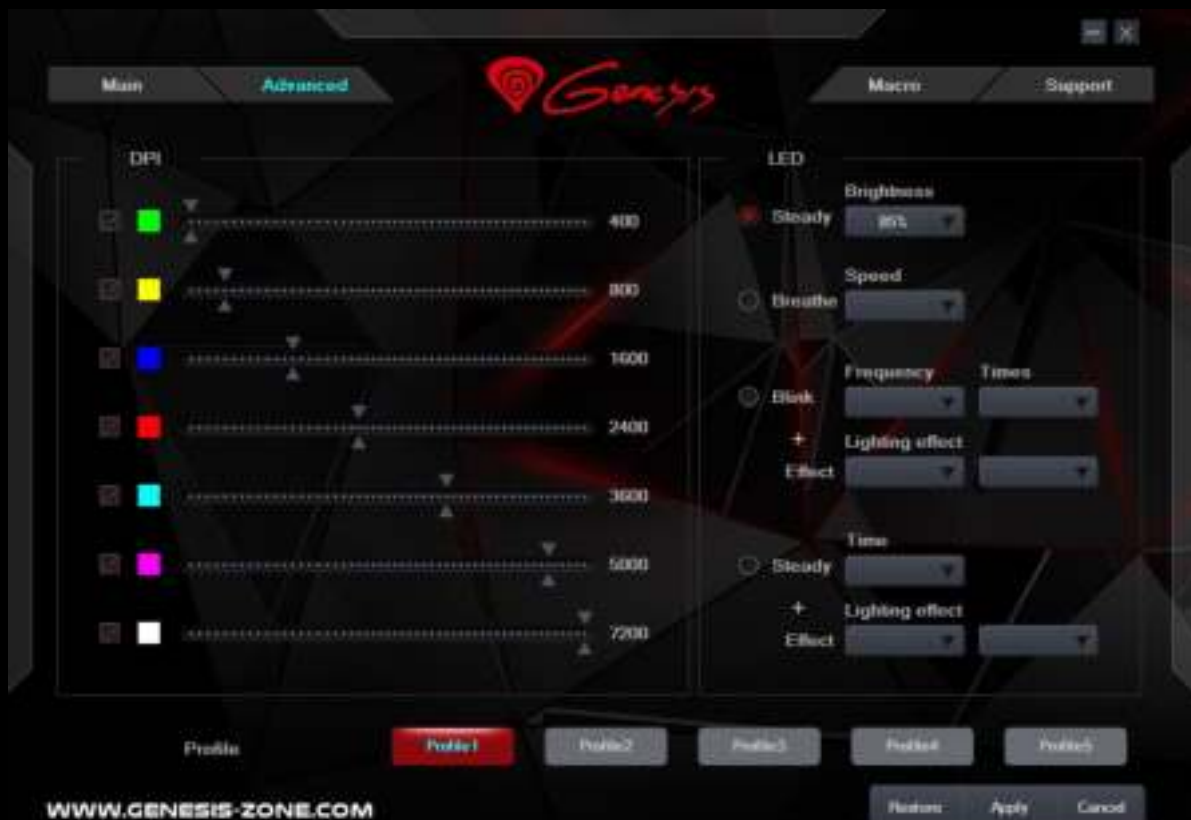 Main Advanced Genesis Macro Support
DPI LED
400
800
1600
2400
3600
5000
7200
Brightness
Steady 85%
Speed
Breathe
Frequency Times
Blink
+ Lighting effect
Effect
Time
Steady
+ Lighting effect
Effect
Profile Profile1 Profile2 Profile3 Profile4 Profile5
WWW.GENESIS-ZONE.COM Restore Apply Cancel